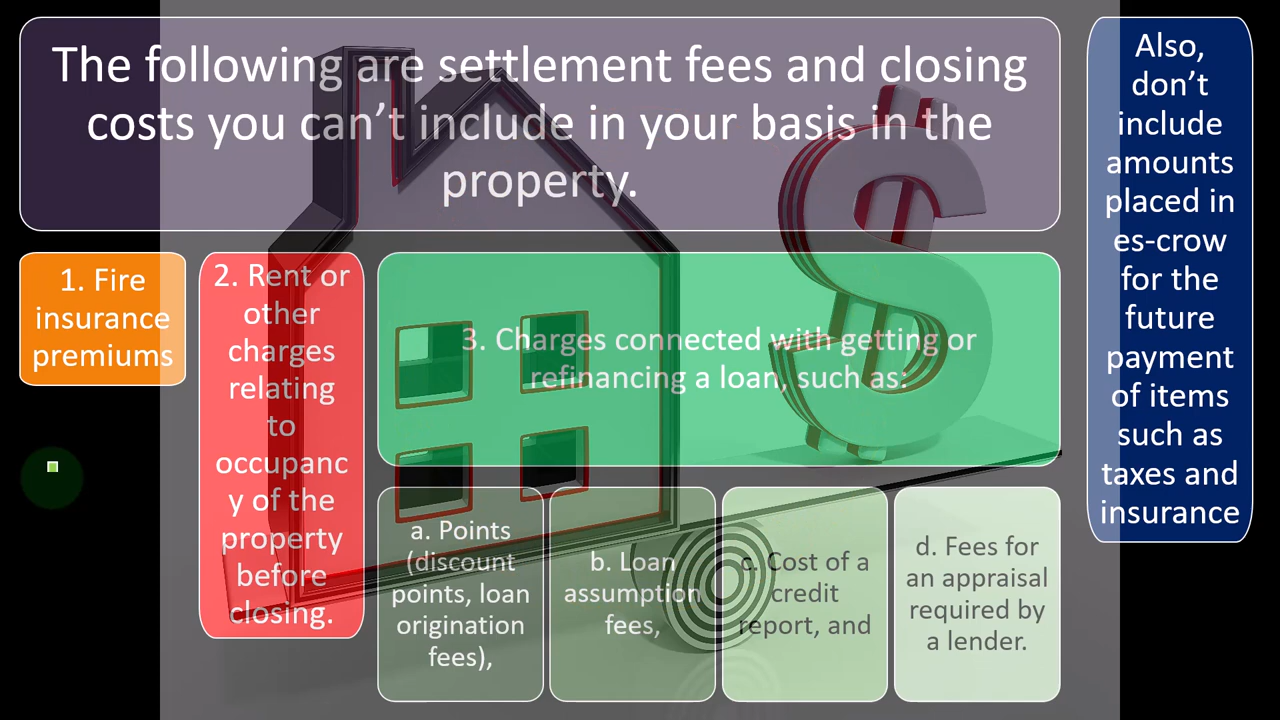 The following are settlement fees and closing
costs you can’t include in your basis in the
property.
1. Fire
insurance
premiums
2. Rent or
other
charges
relating
to
occupanc
y of the
property
before
closing.
3. Charges connected with getting or
refinancing a loan, such as:
a. Points
(discount
points, loan
origination
fees),
b. Loan
assumption
fees,
c. Cost of a
credit
report, and
d. Fees for
an appraisal
required by
a lender.
Also,
don’t
include
amounts
placed in
es-crow
for the
future
payment
of items
such as
taxes and
insurance